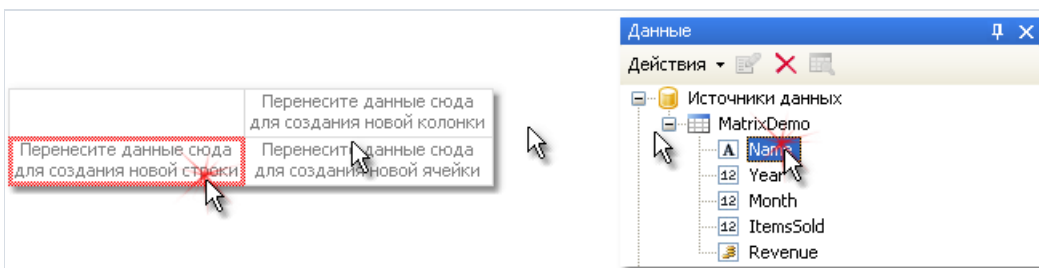 Данные
Действия
Источники данных
MatrixDemo
Name
Year
Month
ItemsSold
Revenue
Перенесите данные сюда
для создания новой колонки
Перенесите данные сюда
для создания новой строки
Перенесите данные сюда
для создания новой ячейки